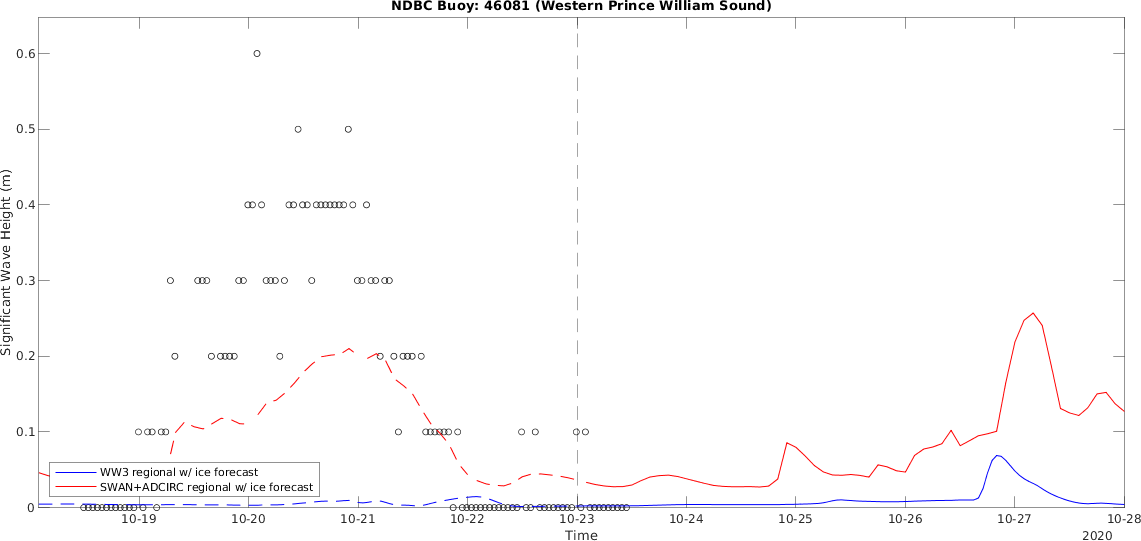 NDBC Buoy: 46081 (Western Prince William Sound)
Significant Wave Height (m)
0.6
0.5
0.4
0.3
0.2
0.1
0
WW3 regional w/ ice forecast
SWAN+ADCIRC regional w/ ice forecast
10-19 10-20 10-21 10-22 10-23 10-24 10-25 10-26 10-27 10-28
Time
2020